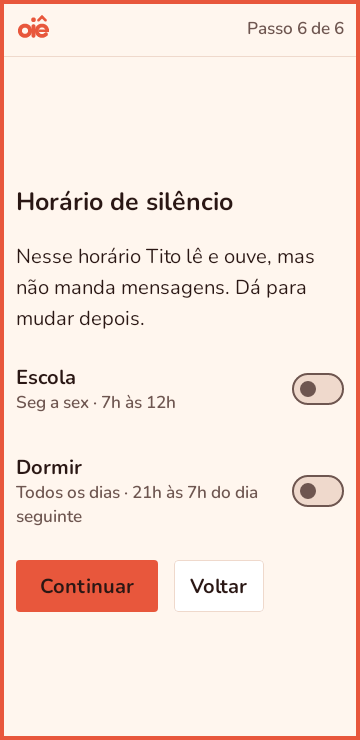 oiê
Passo 6 de 6
Horário de silêncio
Nesse horário Tito lê e ouve, mas
não manda mensagens. Dá para
mudar depois.
Escola
Seg a sex · 7h às 12h
Dormir
Todos os dias · 21h às 7h do dia
seguinte
Continuar
Voltar